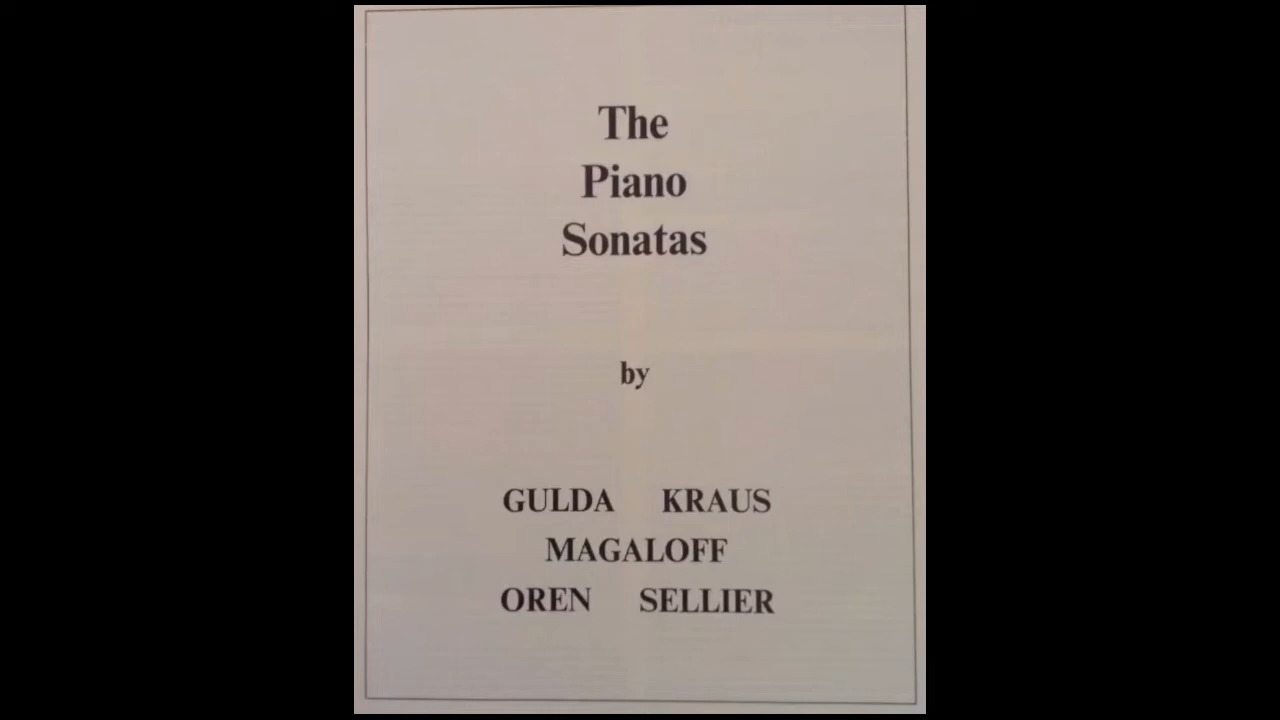 The
Piano
Sonatas
by
GULDA KRAUS
MAGALOFF
OREN SELLIER